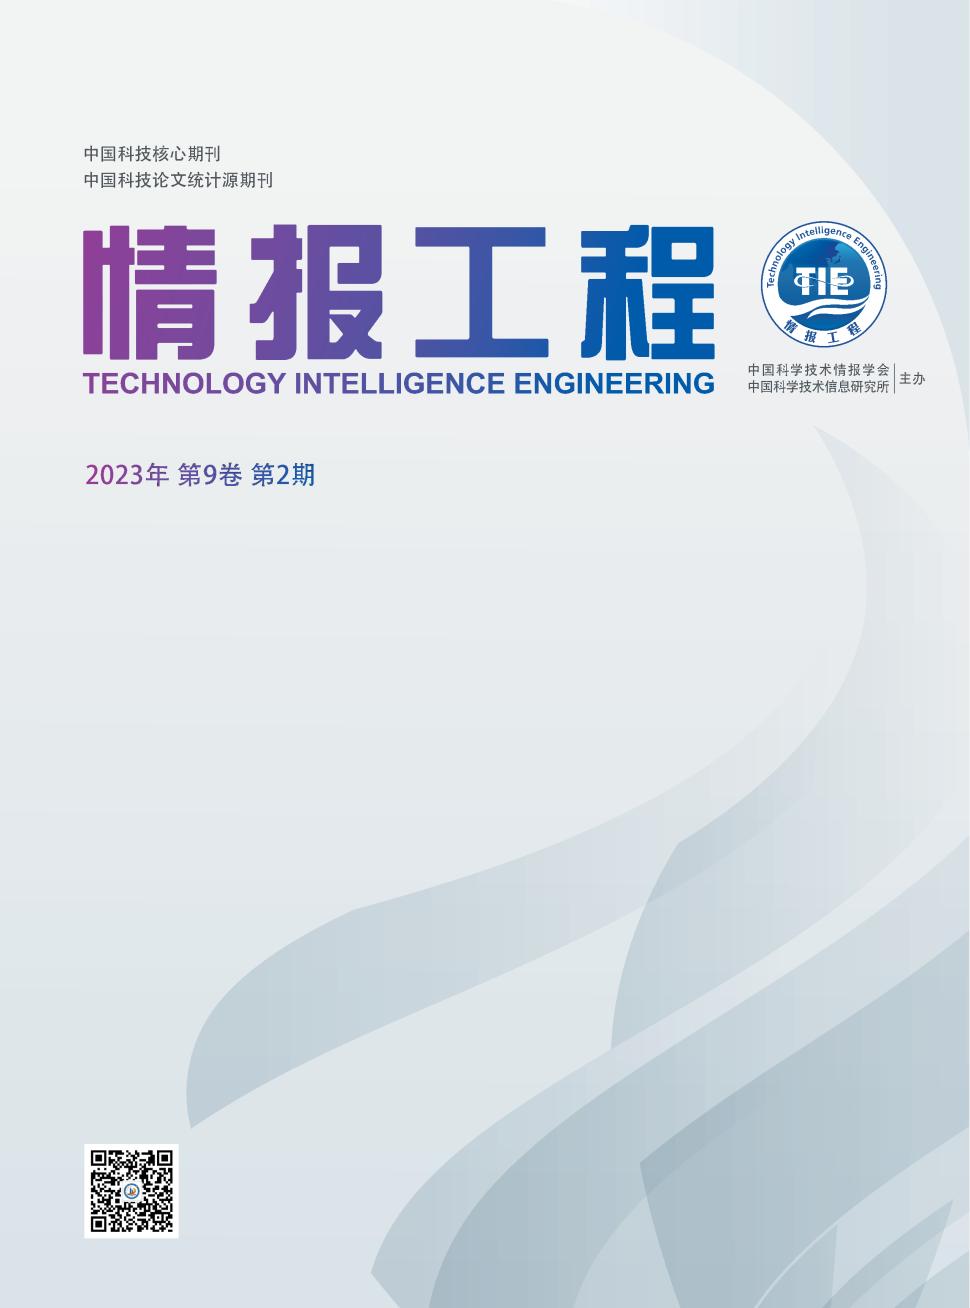 中国科技核心期刊
中国科技论文统计源期刊
情报工程
TECHNOLOGY INTELLIGENCE ENGINEERING
Technology Intelligence Engineering
TIE
情报工程
中国科学技术情报学会
中国科学技术信息研究所
主办
2023年 第9卷 第2期